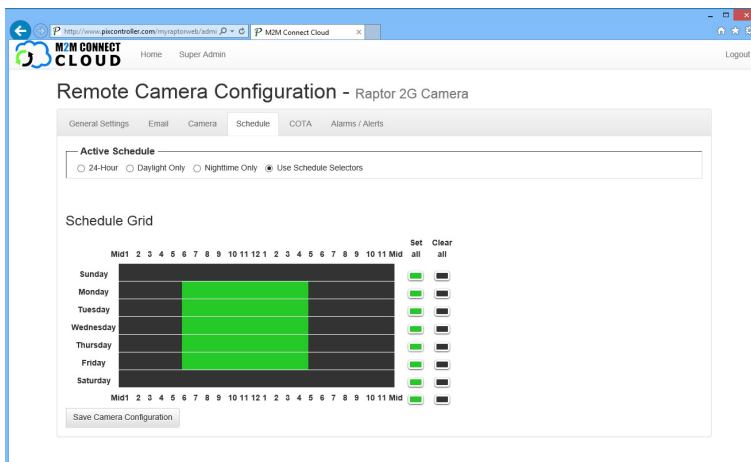 http://www.pixcontroller.com/myraptorweb/admi
M2M Connect Cloud
M2M CONNECT
CLOUD
Home Super Admin Logout
Remote Camera Configuration - Raptor 2G Camera
General Settings Email Camera Schedule COTA Alarms / Alerts
Active Schedule
24-Hour Daylight Only Nighttime Only Use Schedule Selectors
Schedule Grid
Set Clear
Mid1 2 3 4 5 6 7 8 9 10 11 12 1 2 3 4 5 6 7 8 9 10 11 Mid all all
Sunday
Monday
Tuesday
Wednesday
Thursday
Friday
Saturday
Mid1 2 3 4 5 6 7 8 9 10 11 12 1 2 3 4 5 6 7 8 9 10 11 Mid
Save Camera Configuration